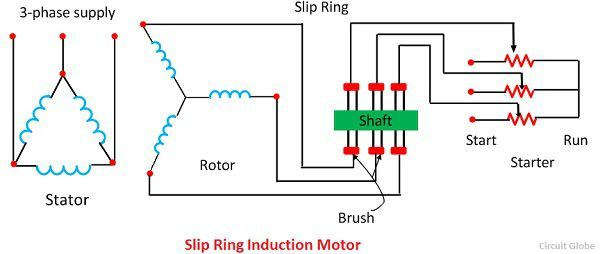 3-phase supply
Slip Ring
Shaft
Rotor
Stator
Brush
Start
Run
Starter
Slip Ring Induction Motor
Circuit Globe